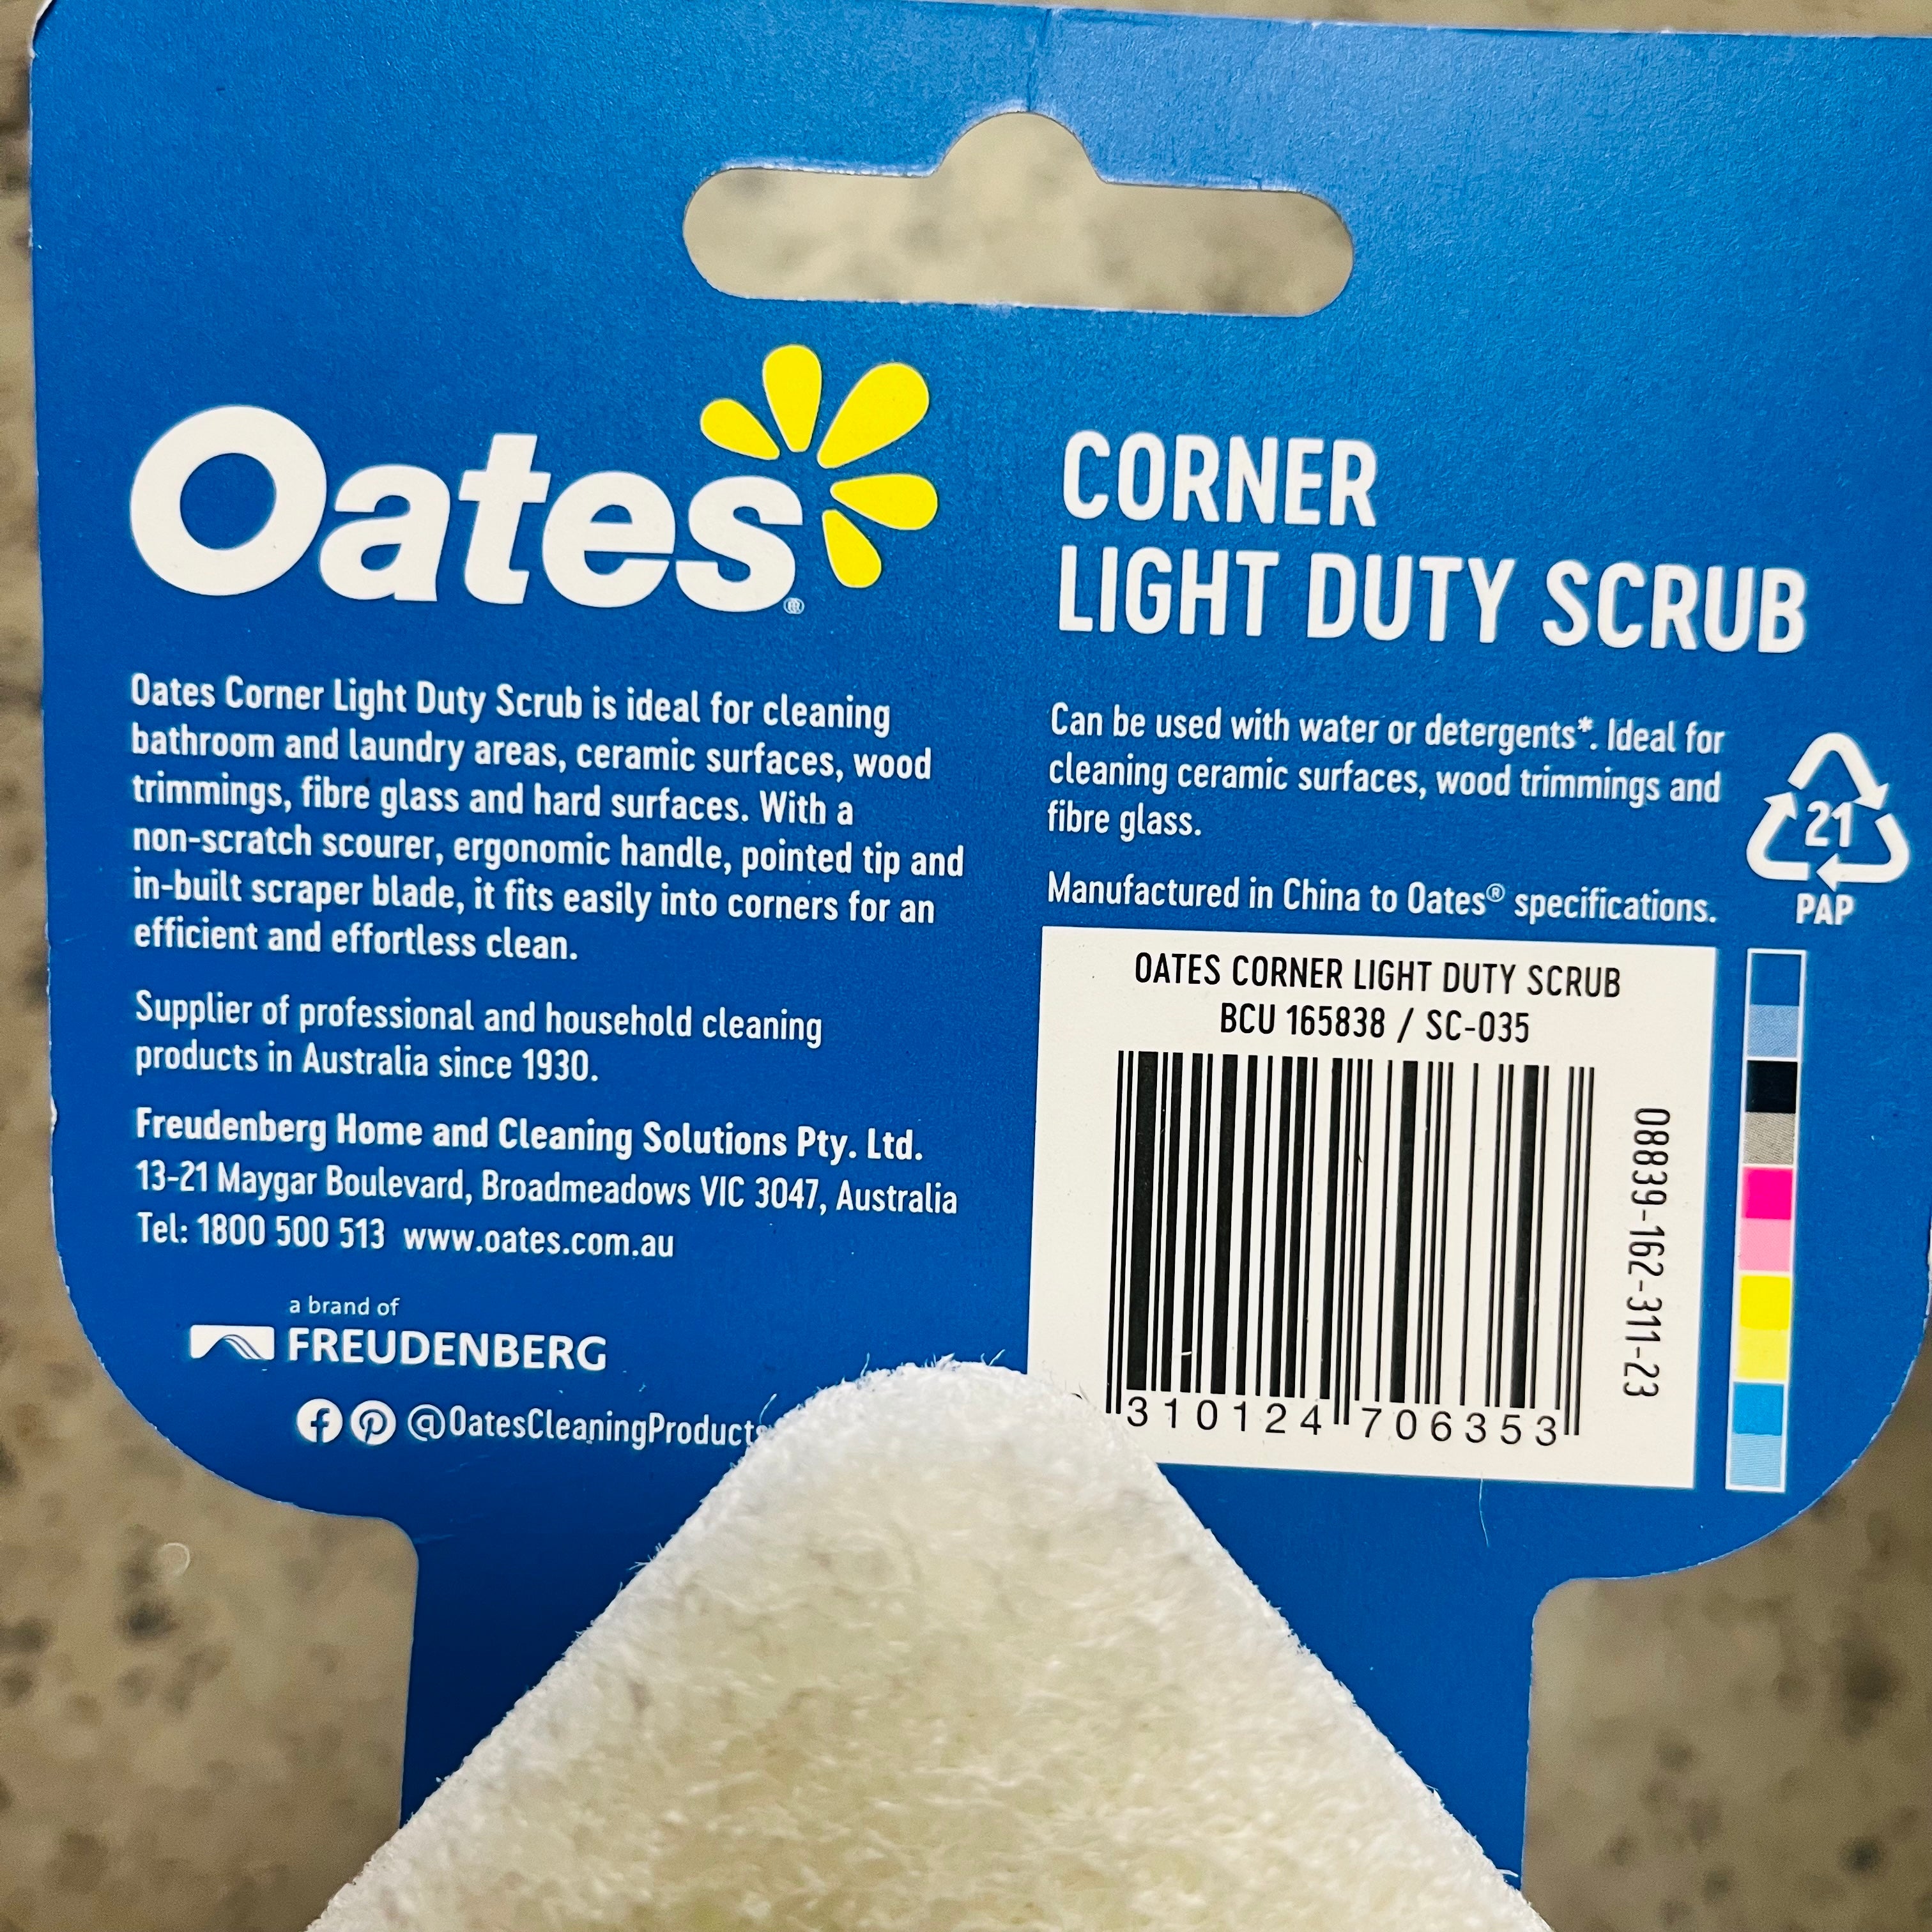 Oates®
Oates Corner Light Duty Scrub is ideal for cleaning
bathroom and laundry areas, ceramic surfaces, wood
trimmings, fibre glass and hard surfaces. With a
non-scratch scourer, ergonomic handle, pointed tip and
in-built scraper blade, it fits easily into corners for an
efficient and effortless clean.
Supplier of professional and household cleaning
products in Australia since 1930.
Freudenberg Home and Cleaning Solutions Pty. Ltd.
13-21 Maygar Boulevard, Broadmeadows VIC 3047, Australia
Tel: 1800 500 513 www.oates.com.au
a brand of
FREUDENBERG
@OatesCleaningProducts
CORNER
LIGHT DUTY SCRUB
Can be used with water or detergents*. Ideal for
cleaning ceramic surfaces, wood trimmings and
fibre glass.
Manufactured in China to Oates® specifications.
21
PAP
OATES CORNER LIGHT DUTY SCRUB
BCU 165838 / SC-035
310124 706353
08839-162-311-23